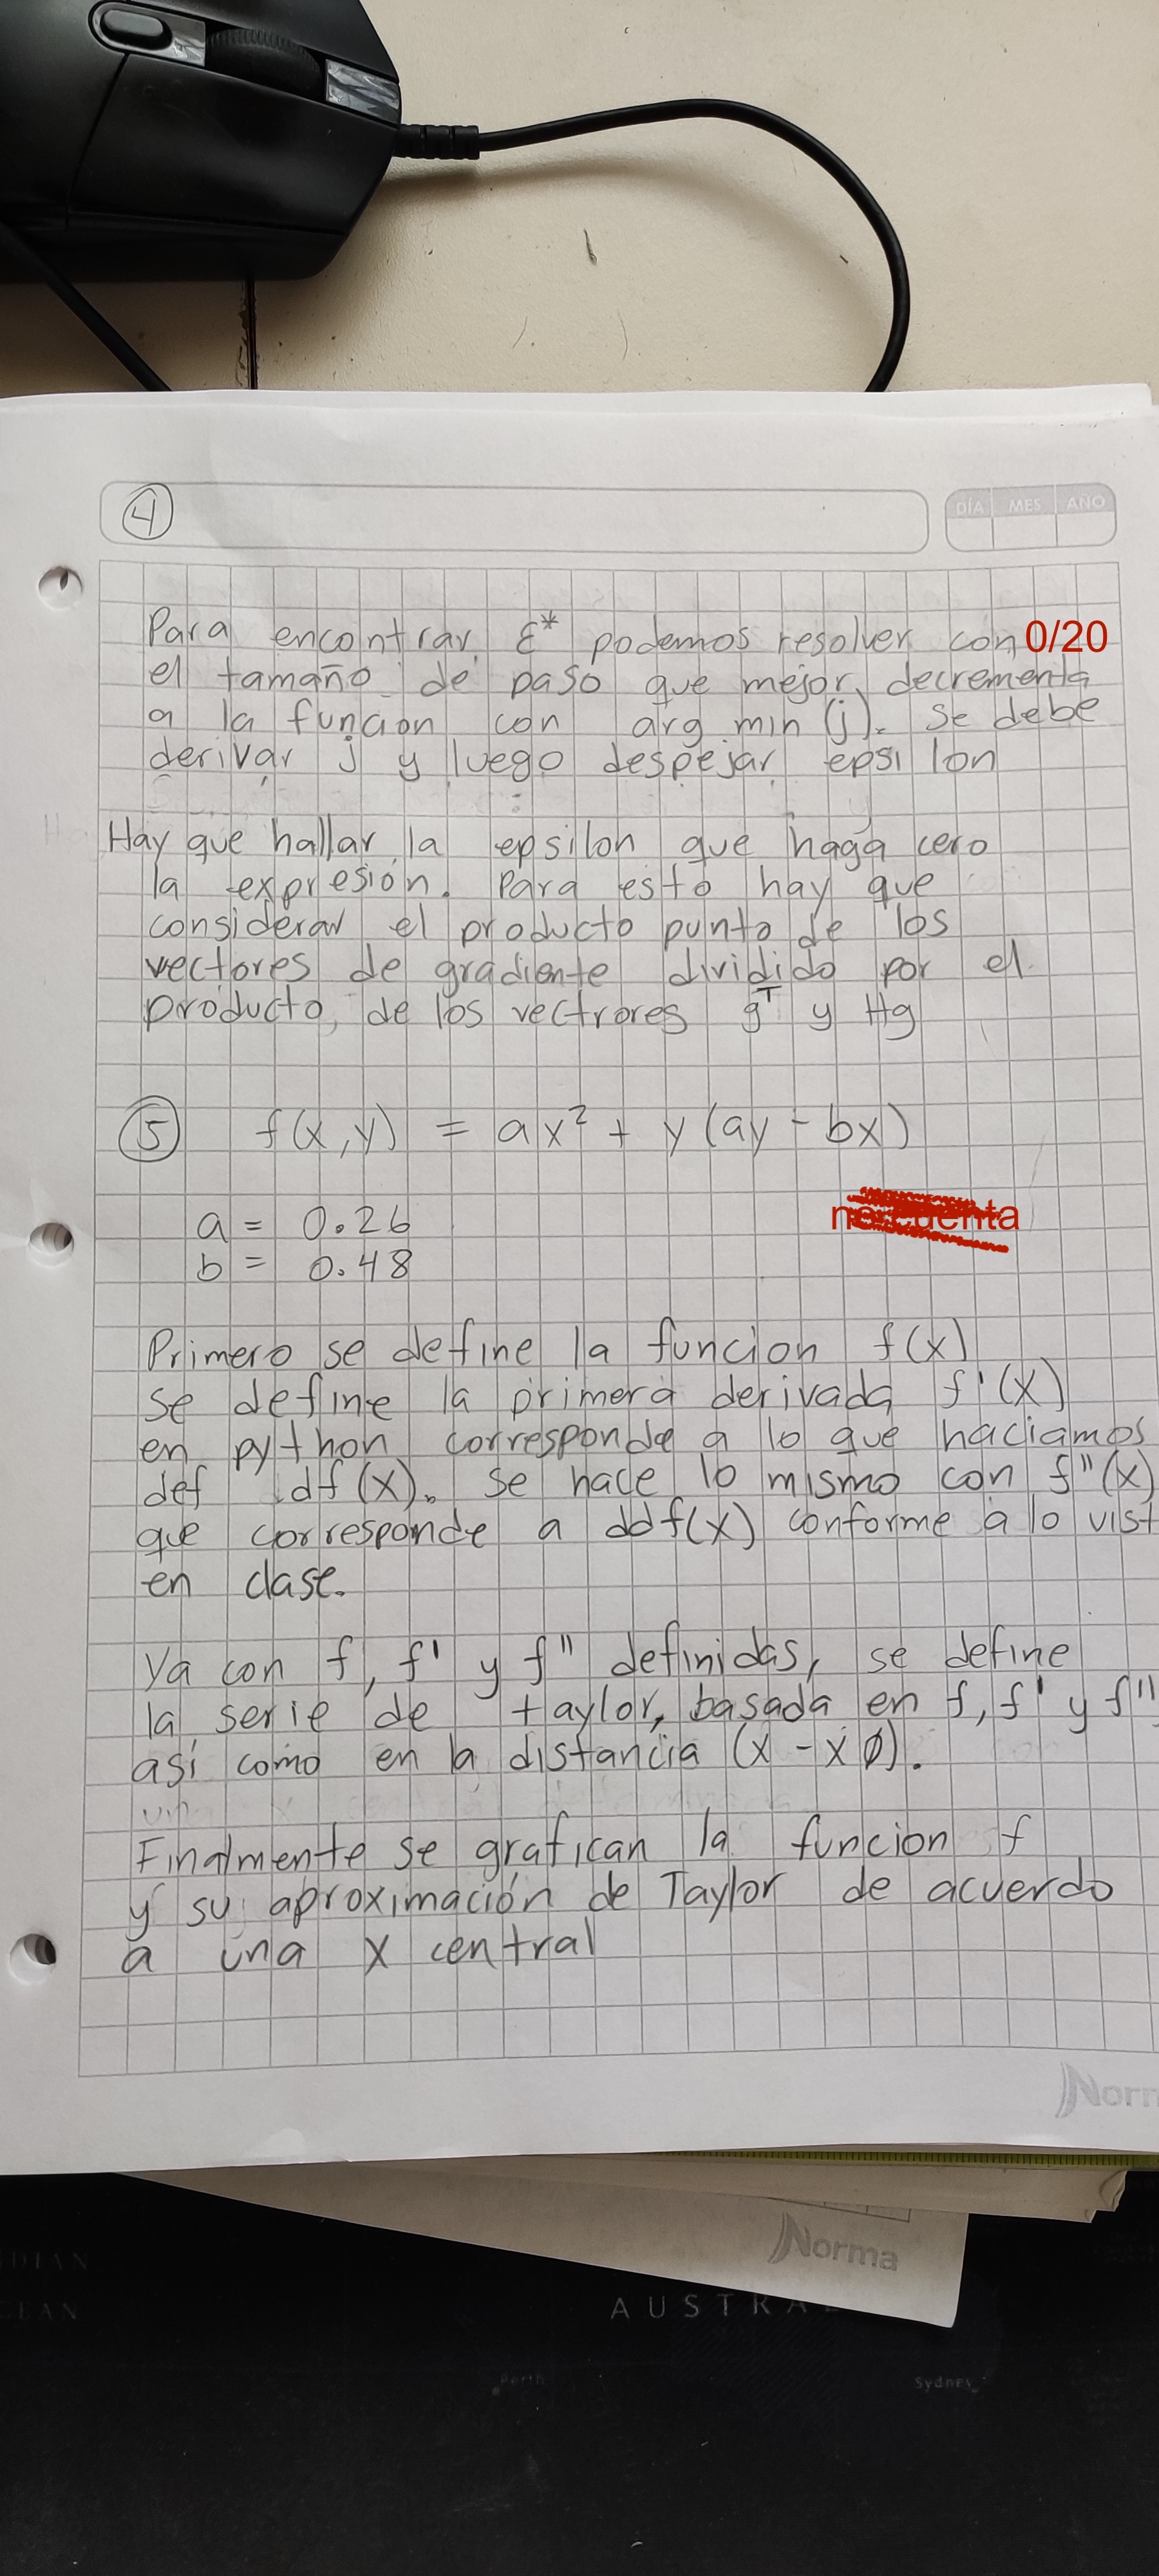 4
DÍA MES AÑO
Para encontrar ε* podemos resolver con 0/20
el tamaño de paso que mejor decrementa
a la funcion con arg min (j). se debe
derivar j y luego despejar epsilon
Hay que hallar la epsilon que haga cero
la expresión. Para esto hay que
considerar el producto punto de los
vectores de gradiente dividido por el
producto, de los vectrores gᵀ y Hg
5 f(x,y) = ax² + y(ay - bx)
a = 0.26
b = 0.48
Primero se define la funcion f(x)
se define la primera derivada f'(x)
en python corresponde a lo que haciamos
def df(x). se hace lo mismo con f"(x)
que corresponde a ddf(x) conforme a lo vist
en clase.
Ya con f, f' y f" definidas, se define
la serie de taylor, basada en f, f' y f"
así como en la distancia (x - x0).
Finalmente se grafican la funcion f
y su aproximación de Taylor de acuerdo
a una x central
Norm
Norma
DIAN
CEAN
AUSTRA
Perth
Sydney